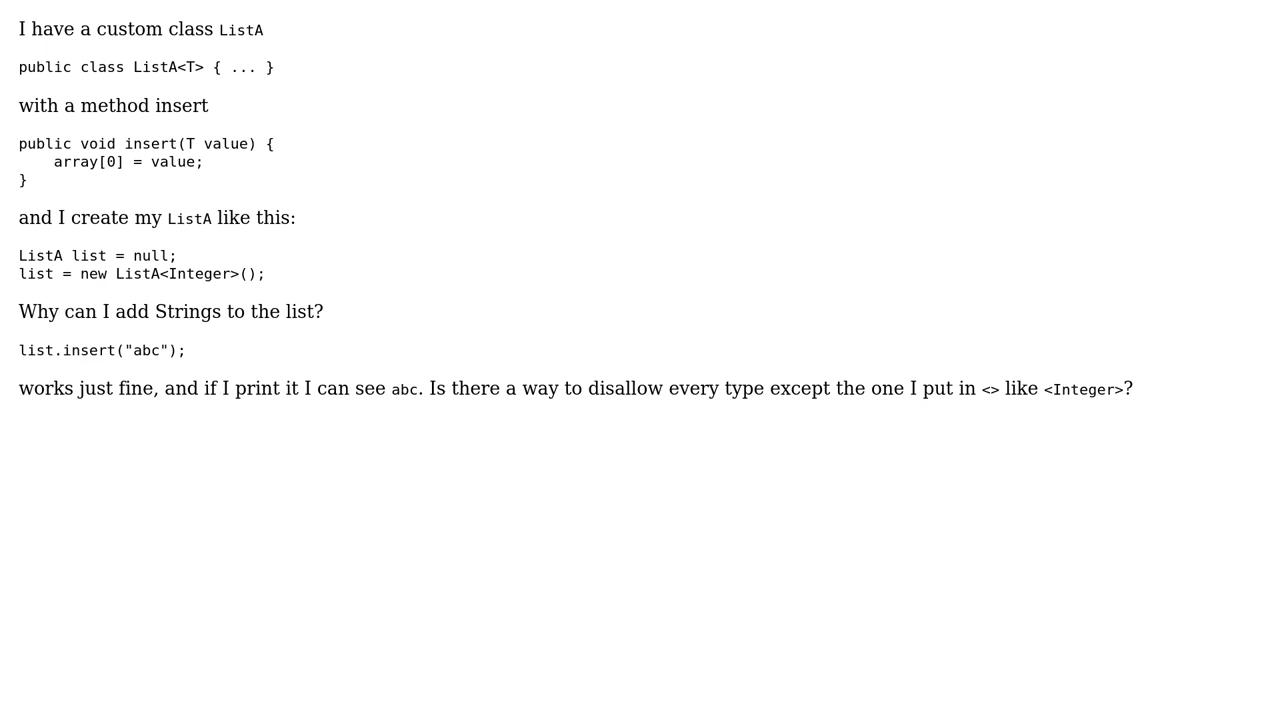 I have a custom class ListA
public class ListA<T> { ... }
with a method insert
public void insert(T value) {
    array[0] = value;
}
and I create my ListA like this:
ListA list = null;
list = new ListA<Integer>();
Why can I add Strings to the list?
list.insert("abc");
works just fine, and if I print it I can see abc. Is there a way to disallow every type except the one I put in <> like <Integer>?